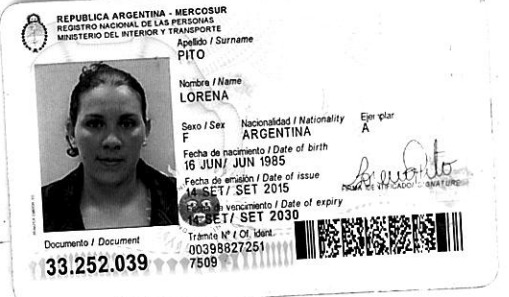 REPUBLICA ARGENTINA - MERCOSUR
REGISTRO NACIONAL DE LAS PERSONAS
MINISTERIO DEL INTERIOR Y TRANSPORTE
Apellido / Surname
PITO
Nombre / Name
LORENA
Sexo / Sex Nacionalidad / Nationality Ejemplar
F ARGENTINA A
Fecha de nacimiento / Date of birth
16 JUN/ JUN 1985
Fecha de emisión / Date of issue
14 SET/ SET 2015
de vencimiento / Date of expiry
14 SET/ SET 2030
Lorena Pito
FIRMA IDENTIFICADO / SIGNATURE
Documento / Document
33.252.039
Trámite Nº / Of. ident.
00398827251
7509